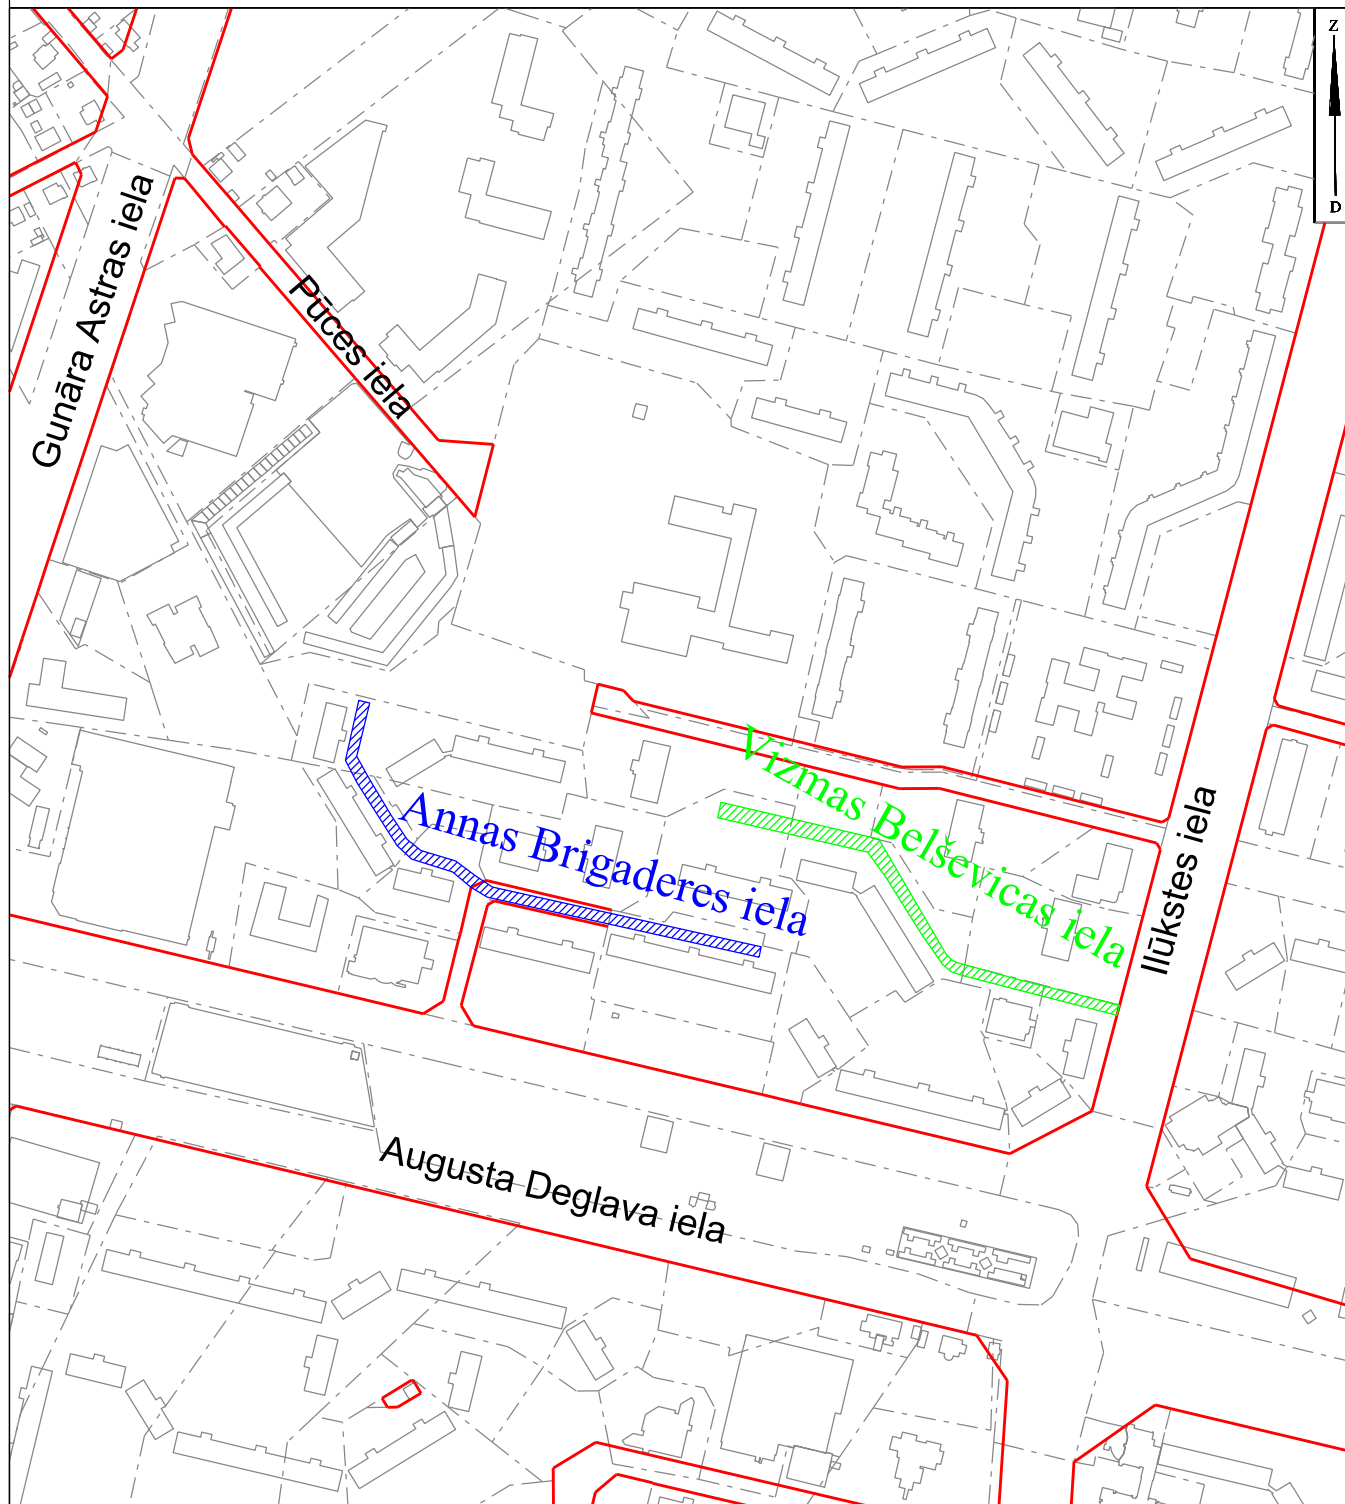 Z
D
Gunāra Astras iela
Pūces iela
Vizmas Belševicas iela
Annas Brigaderes iela
Ilūkstes iela
Augusta Deglava iela